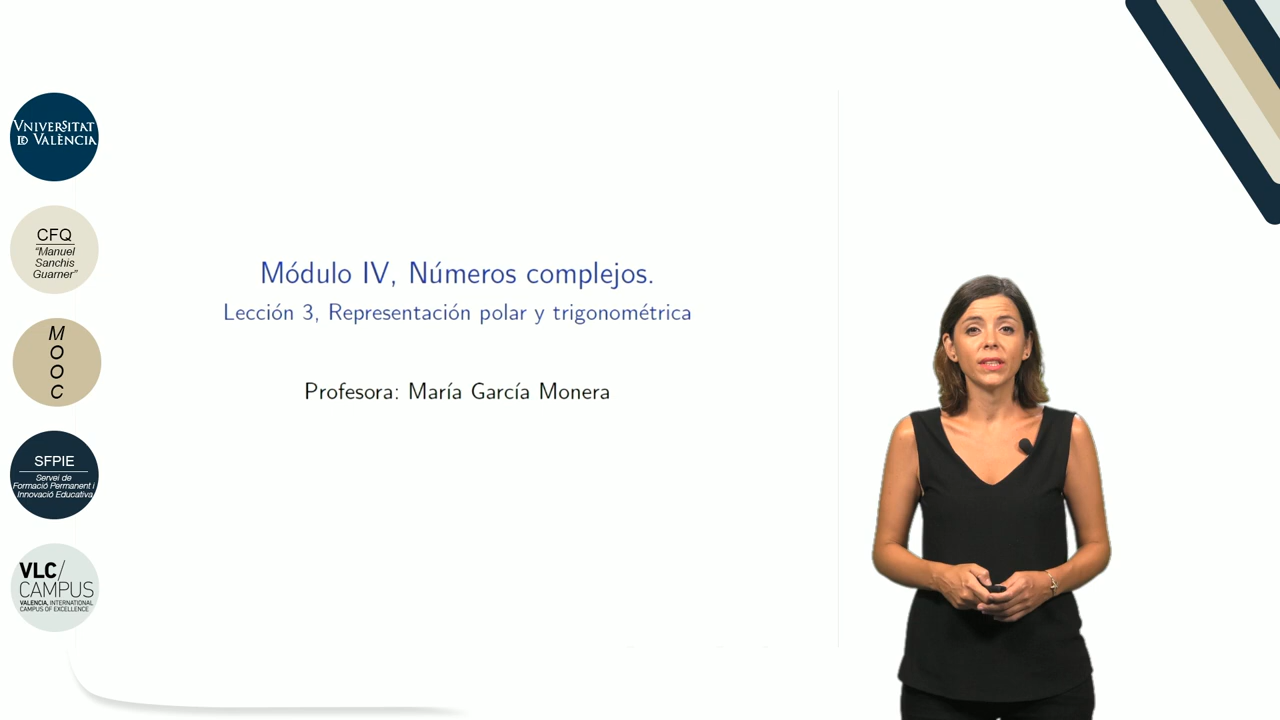 VNIVERSITAT
ID VALÈNCIA
CFQ
"Manuel
Sanchis
Guarner"
M
O
O
C
SFPIE
Servei de
Formació Permanent i
Innovació Educativa
VLC/
CAMPUS
VALENCIA, INTERNATIONAL
CAMPUS OF EXCELLENCE
Módulo IV, Números complejos.
Lección 3, Representación polar y trigonométrica
Profesora: María García Monera